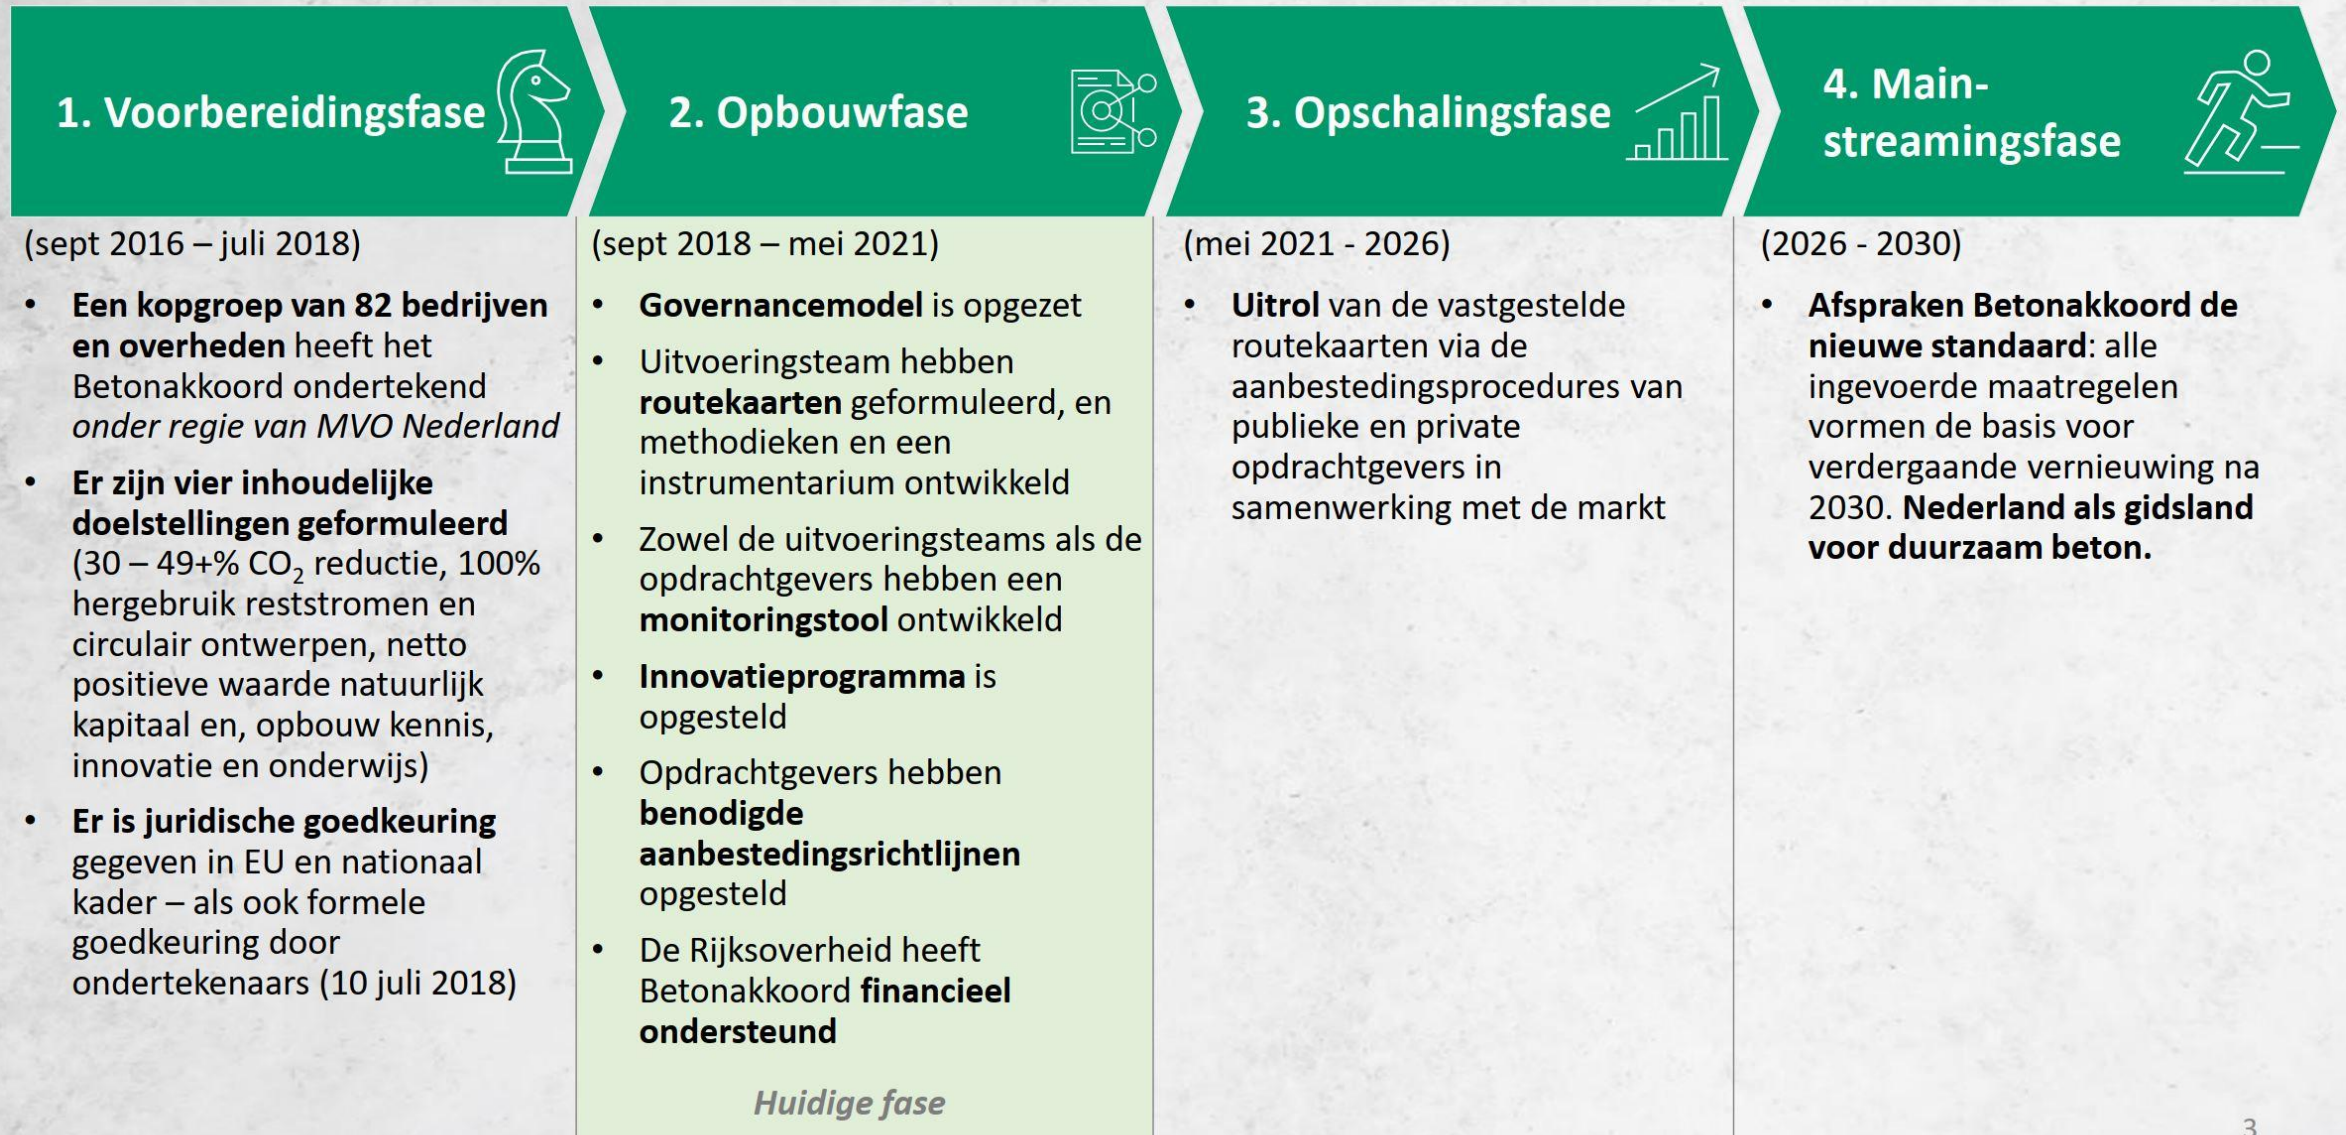 1. Voorbereidingsfase
(sept 2016 – juli 2018)
• Een kopgroep van 82 bedrijven
en overheden heeft het
Betonakkoord ondertekend
onder regie van MVO Nederland
• Er zijn vier inhoudelijke
doelstellingen geformuleerd
(30 – 49+% CO₂ reductie, 100%
hergebruik reststromen en
circulair ontwerpen, netto
positieve waarde natuurlijk
kapitaal en, opbouw kennis,
innovatie en onderwijs)
• Er is juridische goedkeuring
gegeven in EU en nationaal
kader – als ook formele
goedkeuring door
ondertekenaars (10 juli 2018)
2. Opbouwfase
(sept 2018 – mei 2021)
• Governancemodel is opgezet
• Uitvoeringsteam hebben
routekaarten geformuleerd, en
methodieken en een
instrumentarium ontwikkeld
• Zowel de uitvoeringsteams als de
opdrachtgevers hebben een
monitoringstool ontwikkeld
• Innovatieprogramma is
opgesteld
• Opdrachtgevers hebben
benodigde
aanbestedingsrichtlijnen
opgesteld
• De Rijksoverheid heeft
Betonakkoord financieel
ondersteund
Huidige fase
3. Opschalingsfase
(mei 2021 - 2026)
• Uitrol van de vastgestelde
routekaarten via de
aanbestedingsprocedures van
publieke en private
opdrachtgevers in
samenwerking met de markt
4. Main-
streamingsfase
(2026 - 2030)
• Afspraken Betonakkoord de
nieuwe standaard: alle
ingevoerde maatregelen
vormen de basis voor
verdergaande vernieuwing na
2030. Nederland als gidsland
voor duurzaam beton.
3